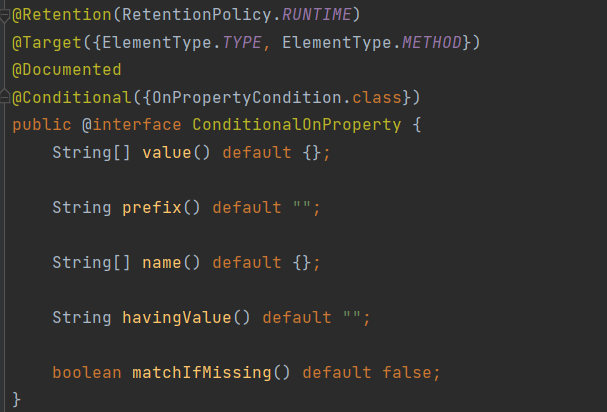 @Retention(RetentionPolicy.RUNTIME)
@Target({ElementType.TYPE, ElementType.METHOD})
@Documented
@Conditional({OnPropertyCondition.class})
public @interface ConditionalOnProperty {
    String[] value() default {};
    String prefix() default "";
    String[] name() default {};
    String havingValue() default "";
    boolean matchIfMissing() default false;
}